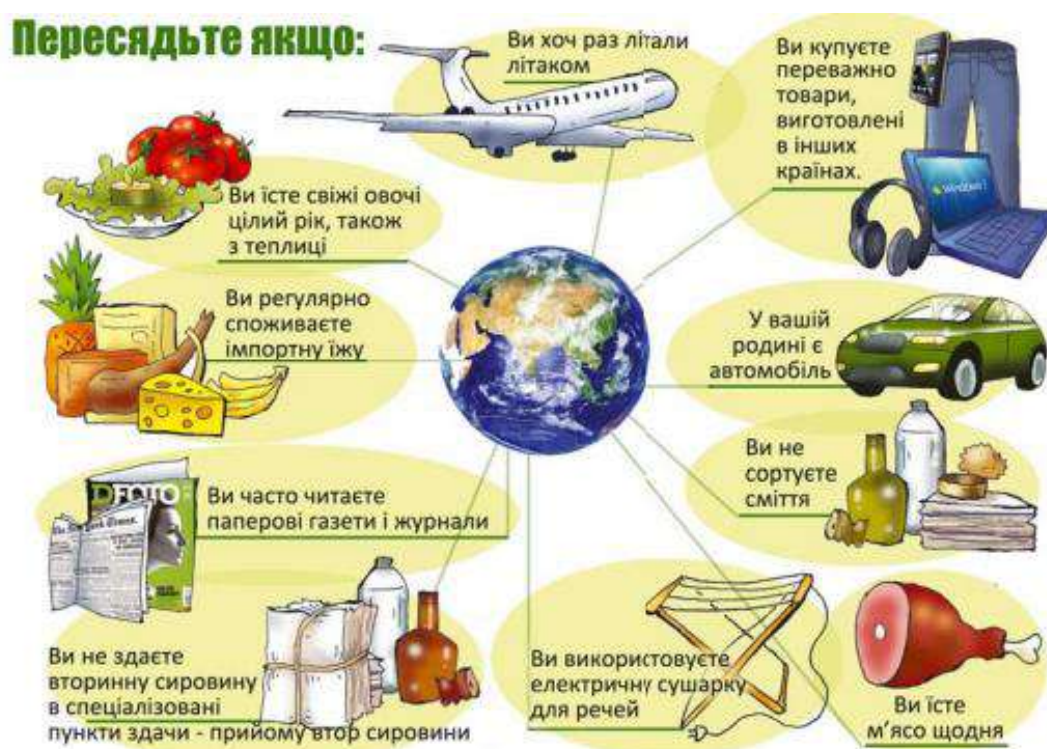 Пересядьте якщо:
Ви хоч раз літали
літаком
Ви купуєте
переважно
товари,
виготовлені
в інших
країнах.
Ви їсте свіжі овочі
цілий рік, також
з теплиці
Ви регулярно
споживаєте
імпортну їжу
У вашій
родині є
автомобіль
Ви не
сортуєте
сміття
Ви часто читаєте
паперові газети і журнали
Ви не здаєте
вторинну сировину
в спеціалізовані
пункти здачи - прийому втор сировини
Ви використовуєте
електричну сушарку
для речей
Ви їсте
м’ясо щодня